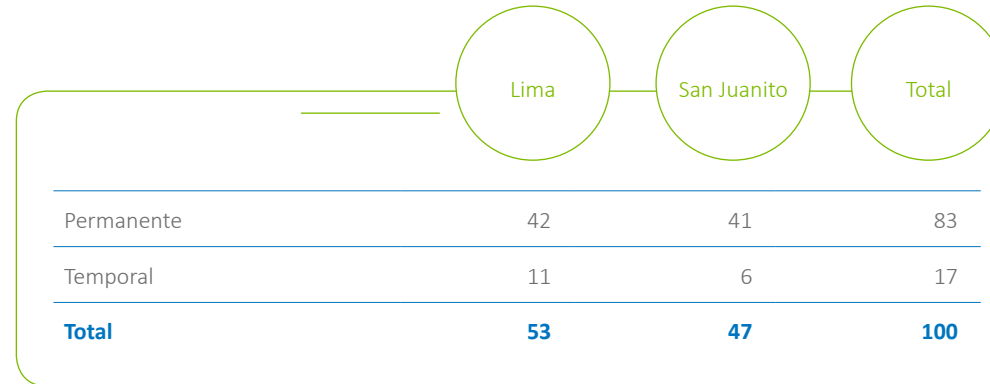 Lima San Juanito Total
Permanente 42 41 83
Temporal 11 6 17
Total 53 47 100